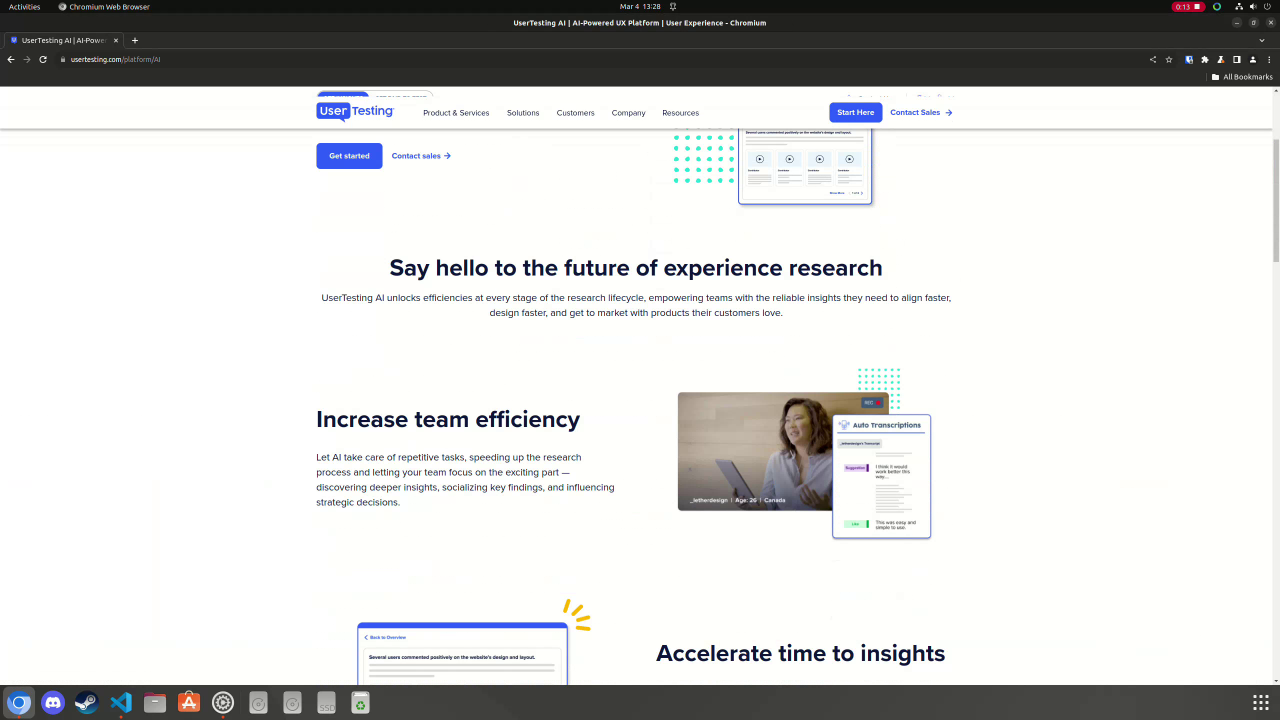 Activities
Chromium Web Browser
Mar 4 13:28
0:13
UserTesting AI | AI-Powered UX Platform | User Experience - Chromium
UserTesting AI | AI-Power
usertesting.com/platform/AI
All Bookmarks
User Testing
Product & Services
Solutions
Customers
Company
Resources
Start Here
Contact Sales
Several users commented positively on the website's design and layout.
Get started
Contact sales
Say hello to the future of experience research
UserTesting AI unlocks efficiencies at every stage of the research lifecycle, empowering teams with the reliable insights they need to align faster,
design faster, and get to market with products their customers love.
Increase team efficiency
Let AI take care of repetitive tasks, speeding up the research
process and letting your team focus on the exciting part —
discovering deeper insights, socializing key findings, and influencing
strategic decisions.
Auto Transcriptions
_letherdesign's Transcript
Suggestion
I think it would
work better this
way...
Like
This was easy and
simple to use.
_letherdesign | Age: 26 | Canada
Back to Overview
Several users commented positively on the website's design and layout.
Accelerate time to insights
SSD